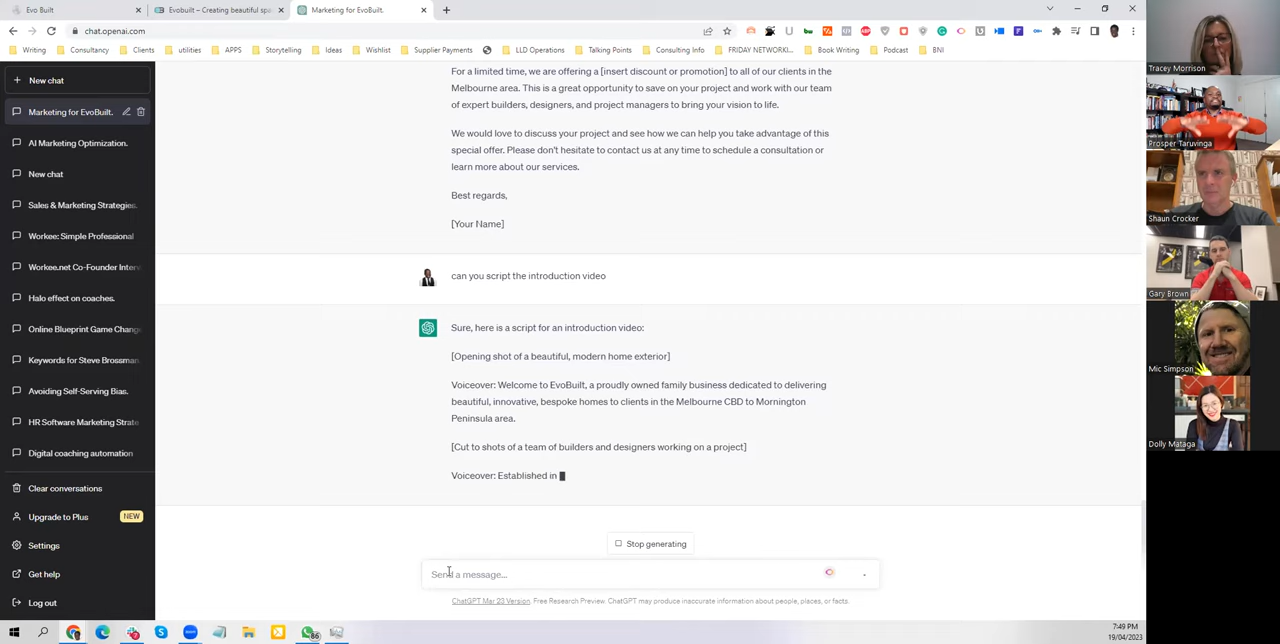 Evo Built
Evobuilt – Creating beautiful spa
Marketing for EvoBuilt.
chat.openai.com
Writing
Consultancy
Clients
utilities
APPS
Storytelling
Ideas
Wishlist
Supplier Payments
LLD Operations
Talking Points
Consulting Info
FRIDAY NETWORKI...
Book Writing
Podcast
BNI
New chat
Marketing for EvoBuilt.
AI Marketing Optimization.
New chat
Sales & Marketing Strategies.
Workee: Simple Professional
Workee.net Co-Founder Inter
Halo effect on coaches.
Online Blueprint Game Chang
Keywords for Steve Brossman
Avoiding Self-Serving Bias.
HR Software Marketing Strate
Digital coaching automation
Clear conversations
Upgrade to Plus
NEW
Settings
Get help
Log out
For a limited time, we are offering a [insert discount or promotion] to all of our clients in the
Melbourne area. This is a great opportunity to save on your project and work with our team
of expert builders, designers, and project managers to bring your vision to life.
We would love to discuss your project and see how we can help you take advantage of this
special offer. Please don't hesitate to contact us at any time to schedule a consultation or
learn more about our services.
Best regards,
[Your Name]
can you script the introduction video
Sure, here is a script for an introduction video:
[Opening shot of a beautiful, modern home exterior]
Voiceover: Welcome to EvoBuilt, a proudly owned family business dedicated to delivering
beautiful, innovative, bespoke homes to clients in the Melbourne CBD to Mornington
Peninsula area.
[Cut to shots of a team of builders and designers working on a project]
Voiceover: Established in
Stop generating
Send a message...
ChatGPT Mar 23 Version. Free Research Preview. ChatGPT may produce inaccurate information about people, places, or facts.
Tracey Morrison
Prosper Taruvinga
Shaun Crocker
Gary Brown
Mic Simpson
Dolly Mataga
86
7:49 PM
19/04/2023